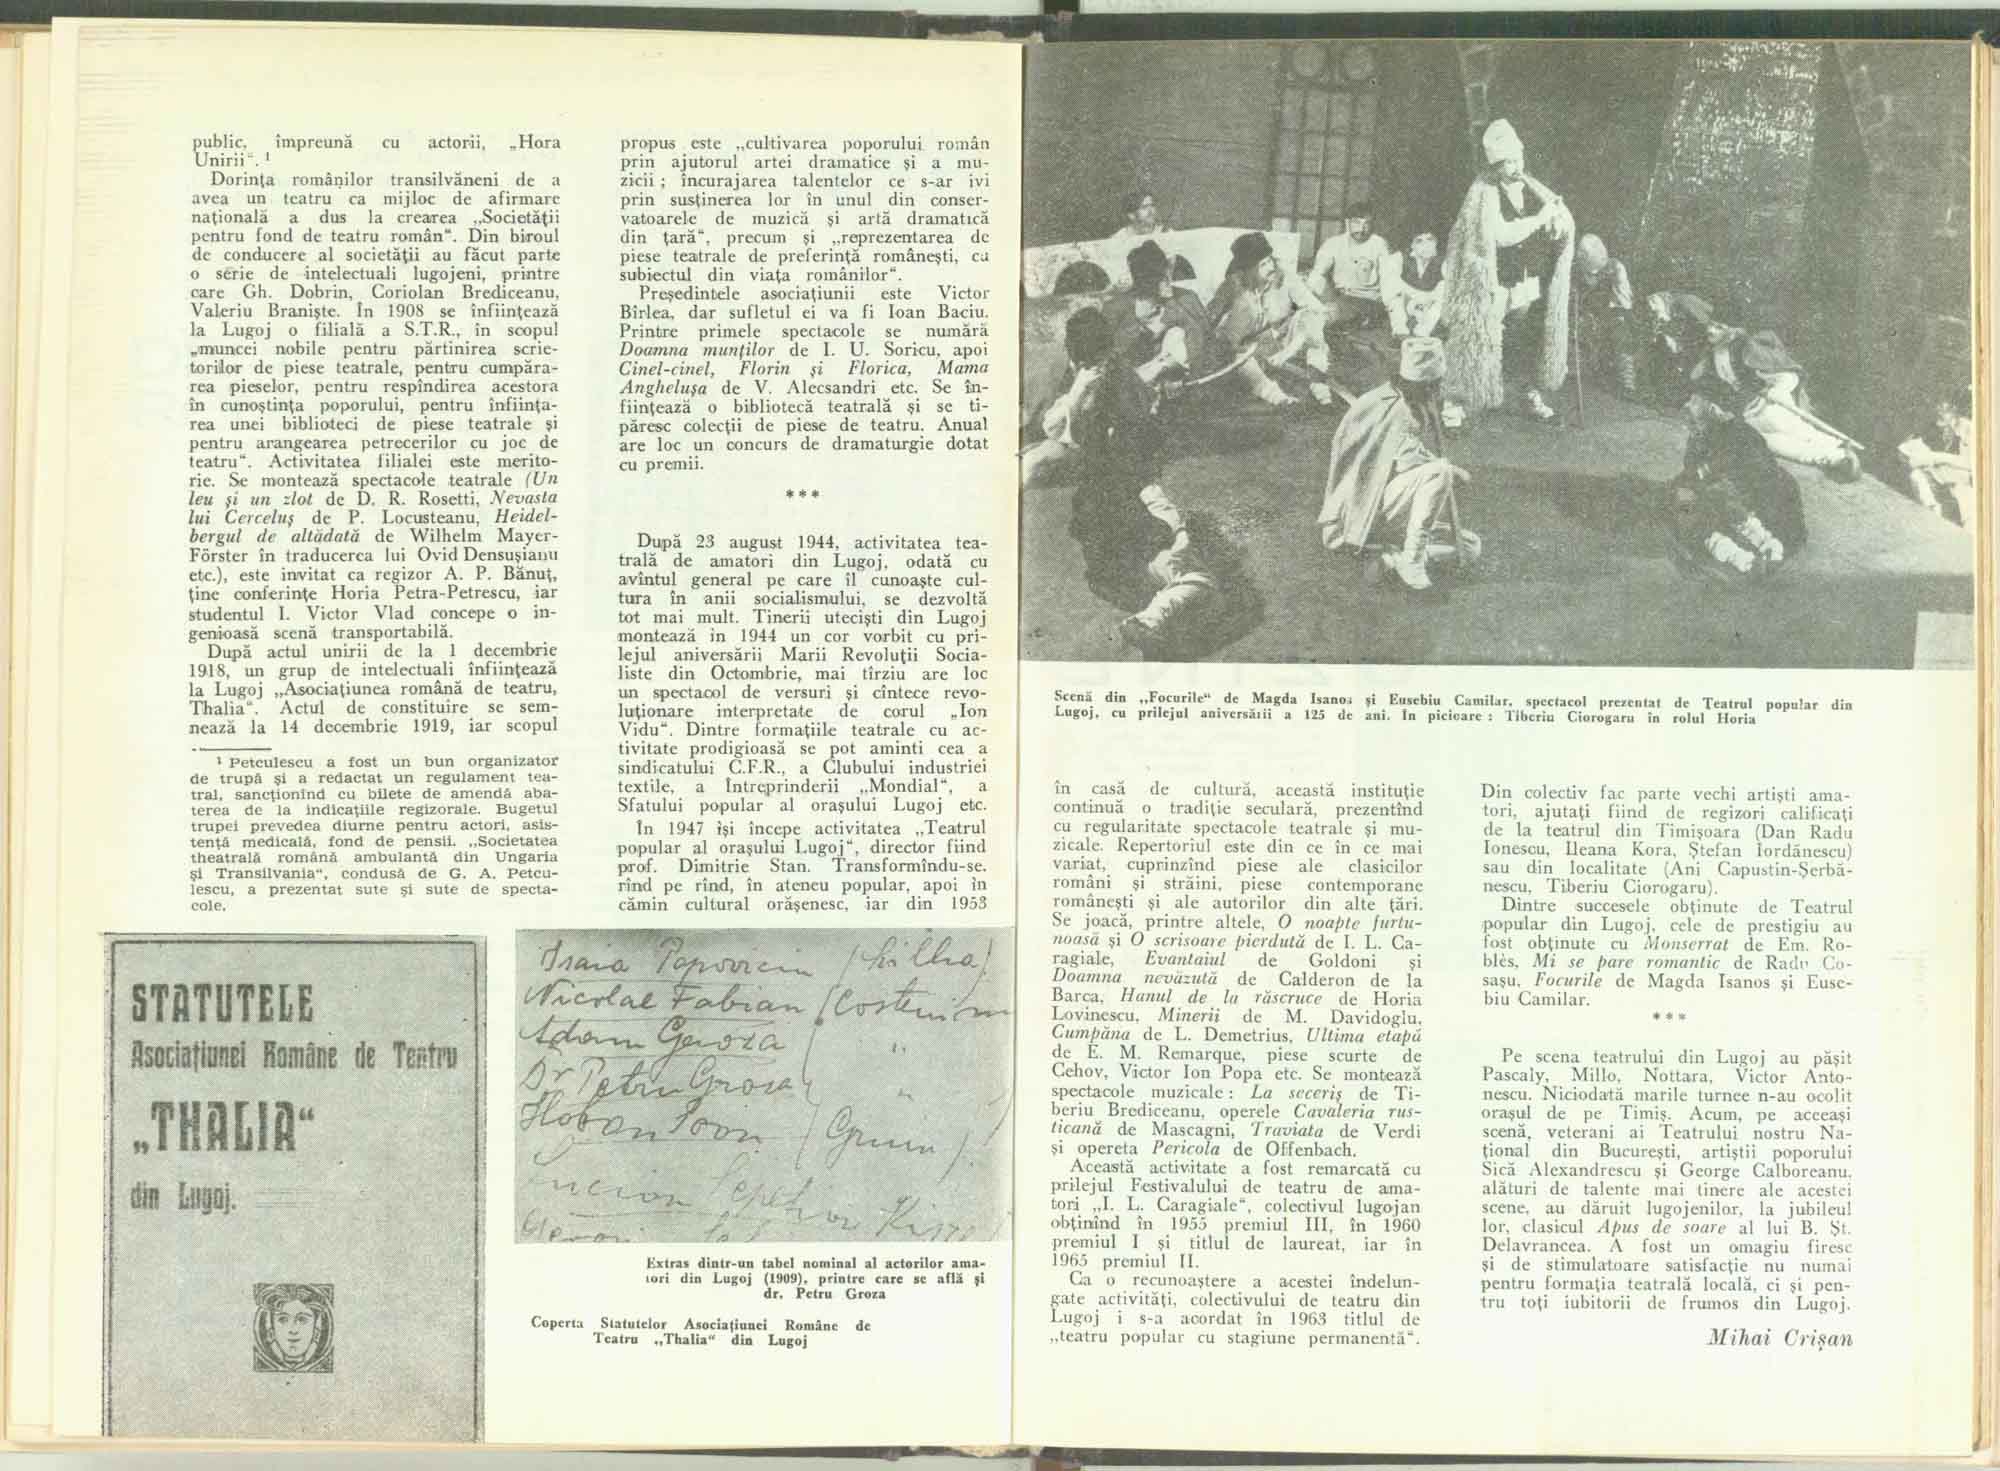 public, împreună cu actorii, „Hora
Unirii“. ¹
Dorința românilor transilvăneni de a
avea un teatru ca mijloc de afirmare
națională a dus la crearea „Societății
pentru fond de teatru român“. Din biroul
de conducere al societății au făcut parte
o serie de intelectuali lugojeni, printre
care Gh. Dobrin, Coriolan Brediceanu,
Valeriu Braniște. În 1908 se înființează
la Lugoj o filială a S.T.R., în scopul
„muncei nobile pentru părtinirea scrie-
torilor de piese teatrale, pentru cumpăra-
rea pieselor, pentru respîndirea acestora
în cunoștința poporului, pentru înființa-
rea unei biblioteci de piese teatrale și
pentru arangearea petrecerilor cu joc de
teatru“. Activitatea filialei este merito-
rie. Se montează spectacole teatrale (Un
leu și un zlot de D. R. Rosetti, Nevasta
lui Cerceluș de P. Locusteanu, Heidel-
bergul de altădată de Wilhelm Mayer-
Förster în traducerea lui Ovid Densușianu
etc.), este invitat ca regizor A. P. Bănuț,
ține conferințe Horia Petra-Petrescu, iar
studentul I. Victor Vlad concepe o in-
genioasă scenă transportabilă.
După actul unirii de la 1 decembrie
1918, un grup de intelectuali înființează
la Lugoj „Asociațiunea română de teatru,
Thalia“. Actul de constituire se sem-
nează la 14 decembrie 1919, iar scopul
¹ Petculescu a fost un bun organizator
de trupă și a redactat un regulament tea-
tral, sancționînd cu bilete de amendă aba-
terea de la indicațiile regizorale. Bugetul
trupei prevedea diurne pentru actori, asis-
tență medicală, fond de pensii. „Societatea
theatrală română ambulantă din Ungaria
și Transilvania“, condusă de G. A. Petcu-
lescu, a prezentat sute și sute de specta-
cole.
propus este „cultivarea poporului român
prin ajutorul artei dramatice și a mu-
zicii ; încurajarea talentelor ce s-ar ivi
prin susținerea lor în unul din conser-
vatoarele de muzică și artă dramatică
din țară“, precum și „reprezentarea de
piese teatrale de preferință românești, cu
subiectul din viața românilor“.
Președintele asociațiunii este Victor
Bîrlea, dar sufletul ei va fi Ioan Baciu.
Printre primele spectacole se numără
Doamna munților de I. U. Soricu, apoi
Cinel-cinel, Florin și Florica, Mama
Anghelușa de V. Alecsandri etc. Se în-
ființează o bibliotecă teatrală și se ti-
păresc colecții de piese de teatru. Anual
are loc un concurs de dramaturgie dotat
cu premii.
***
După 23 august 1944, activitatea tea-
trală de amatori din Lugoj, odată cu
avîntul general pe care îl cunoaște cul-
tura în anii socialismului, se dezvoltă
tot mai mult. Tinerii uteciști din Lugoj
montează în 1944 un cor vorbit cu pri-
lejul aniversării Marii Revoluții Socia-
liste din Octombrie, mai tîrziu are loc
un spectacol de versuri și cîntece revo-
luționare interpretate de corul „Ion
Vidu“. Dintre formațiile teatrale cu ac-
tivitate prodigioasă se pot aminti cea a
sindicatului C.F.R., a Clubului industriei
textile, a Întreprinderii „Mondial“, a
Sfatului popular al orașului Lugoj etc.
În 1947 își începe activitatea „Teatrul
popular al orașului Lugoj“, director fiind
prof. Dimitrie Stan. Transformîndu-se,
rînd pe rînd, în ateneu popular, apoi în
cămin cultural orășenesc, iar din 1953
STATUTELE
Asociațiunei Române de Teatru
„THALIA“
din Lugoj.
Isaia Popoviciu
Nicolae Fabian
Adam Groza
Dr Petru Groza
Extras dintr-un tabel nominal al actorilor ama-
tori din Lugoj (1909), printre care se află și
dr. Petru Groza
Coperta Statutelor Asociațiunei Române de
Teatru „Thalia“ din Lugoj
Scenă din „Focurile“ de Magda Isanos și Eusebiu Camilar, spectacol prezentat de Teatrul popular din
Lugoj, cu prilejul aniversării a 125 de ani. In picioare : Tiberiu Ciorogaru în rolul Horia
în casă de cultură, această instituție
continuă o tradiție seculară, prezentînd
cu regularitate spectacole teatrale și mu-
zicale. Repertoriul este din ce în ce mai
variat, cuprinzînd piese ale clasicilor
români și străini, piese contemporane
românești și ale autorilor din alte țări.
Se joacă, printre altele, O noapte furtu-
noasă și O scrisoare pierdută de I. L. Ca-
ragiale, Evantaiul de Goldoni și
Doamna nevăzută de Calderon de la
Barca, Hanul de la răscruce de Horia
Lovinescu, Minerii de M. Davidoglu,
Cumpăna de L. Demetrius, Ultima etapă
de E. M. Remarque, piese scurte de
Cehov, Victor Ion Popa etc. Se montează
spectacole muzicale : La seceriș de Ti-
beriu Brediceanu, operele Cavaleria rus-
ticană de Mascagni, Traviata de Verdi
și opereta Pericola de Offenbach.
Această activitate a fost remarcată cu
prilejul Festivalului de teatru de ama-
tori „I. L. Caragiale“, colectivul lugojan
obținînd în 1955 premiul III, în 1960
premiul I și titlul de laureat, iar în
1965 premiul II.
Ca o recunoaștere a acestei îndelun-
gate activități, colectivului de teatru din
Lugoj i s-a acordat în 1963 titlul de
„teatru popular cu stagiune permanentă“.
Din colectiv fac parte vechi artiști ama-
tori, ajutați fiind de regizori calificați
de la teatrul din Timișoara (Dan Radu
Ionescu, Ileana Kora, Ștefan Iordănescu)
sau din localitate (Ani Capustin-Șerbă-
nescu, Tiberiu Ciorogaru).
Dintre succesele obținute de Teatrul
popular din Lugoj, cele de prestigiu au
fost obținute cu Monserrat de Em. Ro-
blès, Mi se pare romantic de Radu Co-
sașu, Focurile de Magda Isanos și Euse-
biu Camilar.
***
Pe scena teatrului din Lugoj au pășit
Pascaly, Millo, Nottara, Victor Anto-
nescu. Niciodată marile turnee n-au ocolit
orașul de pe Timiș. Acum, pe aceeași
scenă, veterani ai Teatrului nostru Na-
țional din București, artiștii poporului
Sică Alexandrescu și George Calboreanu,
alături de talente mai tinere ale acestei
scene, au dăruit lugojenilor, la jubileul
lor, clasicul Apus de soare al lui B. Șt.
Delavrancea. A fost un omagiu firesc
și de stimulatoare satisfacție nu numai
pentru formația teatrală locală, ci și pen-
tru toți iubitorii de frumos din Lugoj.
Mihai Crișan